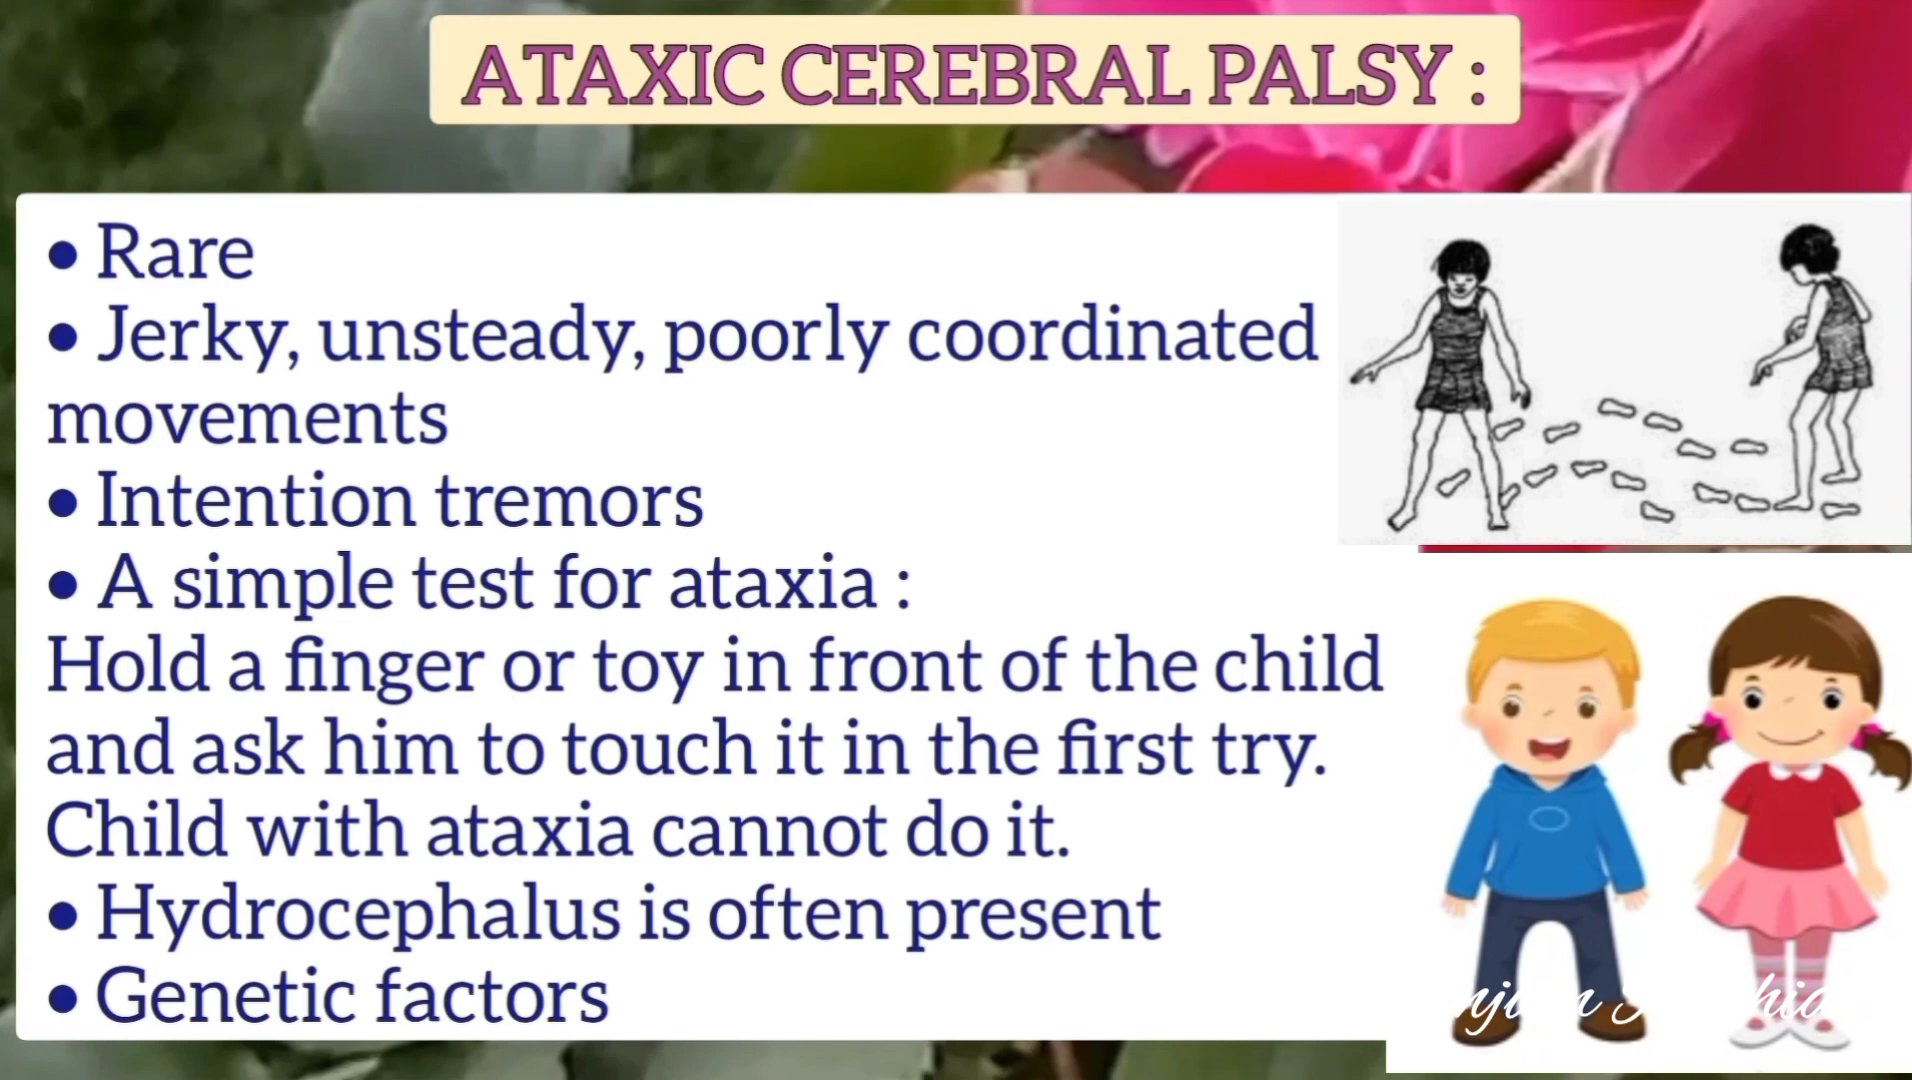 ATAXIC CEREBRAL PALSY :
• Rare
• Jerky, unsteady, poorly coordinated
movements
• Intention tremors
• A simple test for ataxia :
Hold a finger or toy in front of the child
and ask him to touch it in the first try.
Child with ataxia cannot do it.
• Hydrocephalus is often present
• Genetic factors